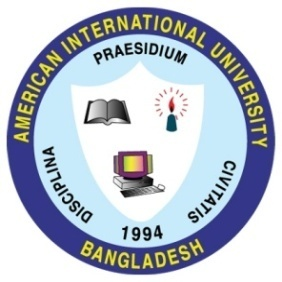 AMERICAN INTERNATIONAL UNIVERSITY
BANGLADESH
PRAESIDIUM
DISCIPLINA
CIVITATIS
1994